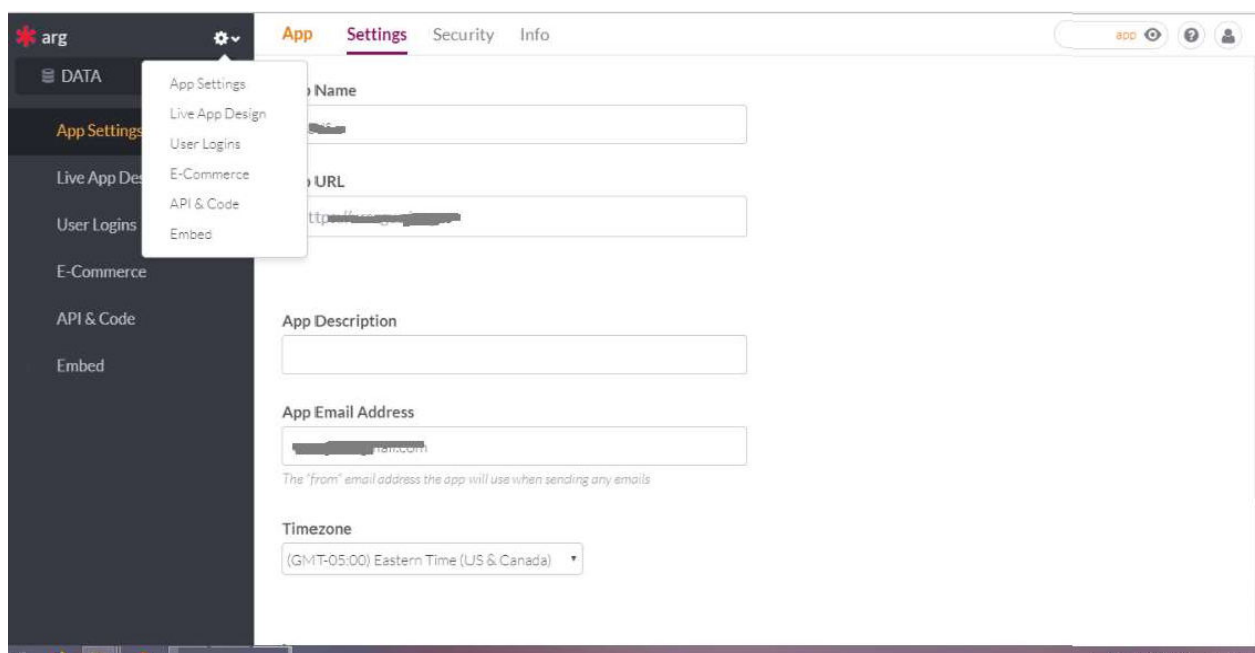 arg
App Settings Security Info
app
DATA
App Settings
Live App Design
User Logins
E-Commerce
API & Code
Embed
App Settings
Live App De
User Logins
E-Commerce
API & Code
Embed
Name
URL
App Description
App Email Address
The "from" email address the app will use when sending any emails
Timezone
(GMT-05:00) Eastern Time (US & Canada)